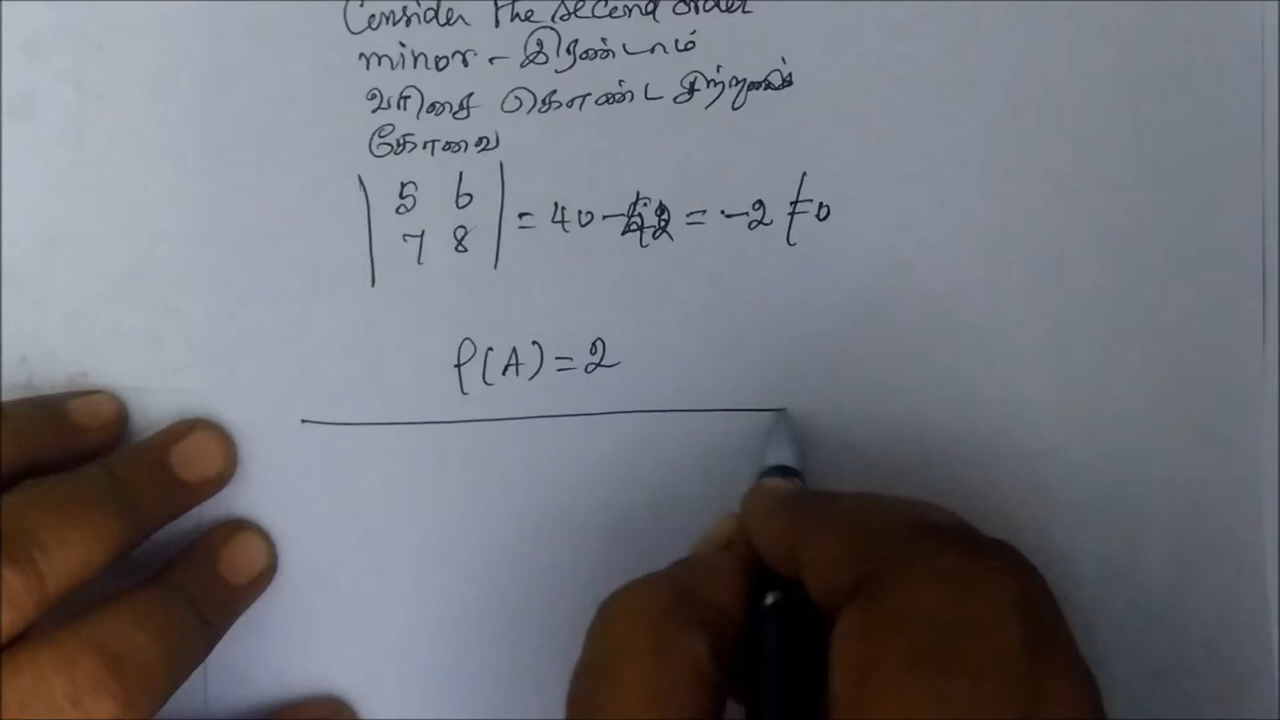 Consider the second order
minor - இரண்டாம்
வரிசை கொண்ட சிற்றணிக்
கோவை
| 5 6 |
| 7 8 | = 40 - 42 = -2 ≠ 0
ρ(A) = 2